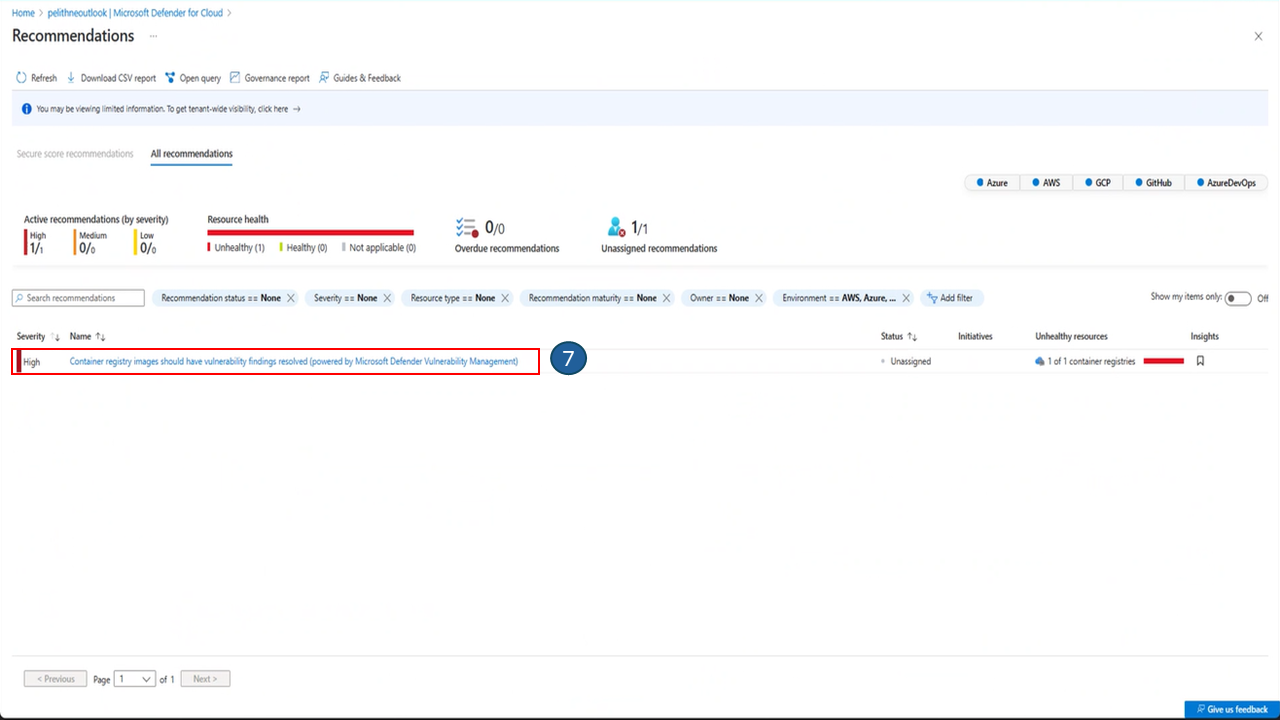 Home > pelithneoutlook | Microsoft Defender for Cloud >
Recommendations ...
Refresh Download CSV report Open query Governance report Guides & Feedback
You may be viewing limited information. To get tenant-wide visibility, click here →
Secure score recommendations All recommendations
Azure AWS GCP GitHub AzureDevOps
Active recommendations (by severity) Resource health 0/0 1/1
High Medium Low
1/1 0/0 0/0 Unhealthy (1) Healthy (0) Not applicable (0) Overdue recommendations Unassigned recommendations
Search recommendations Recommendation status == None Severity == None Resource type == None Recommendation maturity == None Owner == None Environment == AWS, Azure, ... Add filter Show my items only: Off
Severity ↑↓ Name ↑↓ Status ↑↓ Initiatives Unhealthy resources Insights
High Container registry images should have vulnerability findings resolved (powered by Microsoft Defender Vulnerability Management) 7 Unassigned 1 of 1 container registries
< Previous Page 1 of 1 Next >
Give us feedback